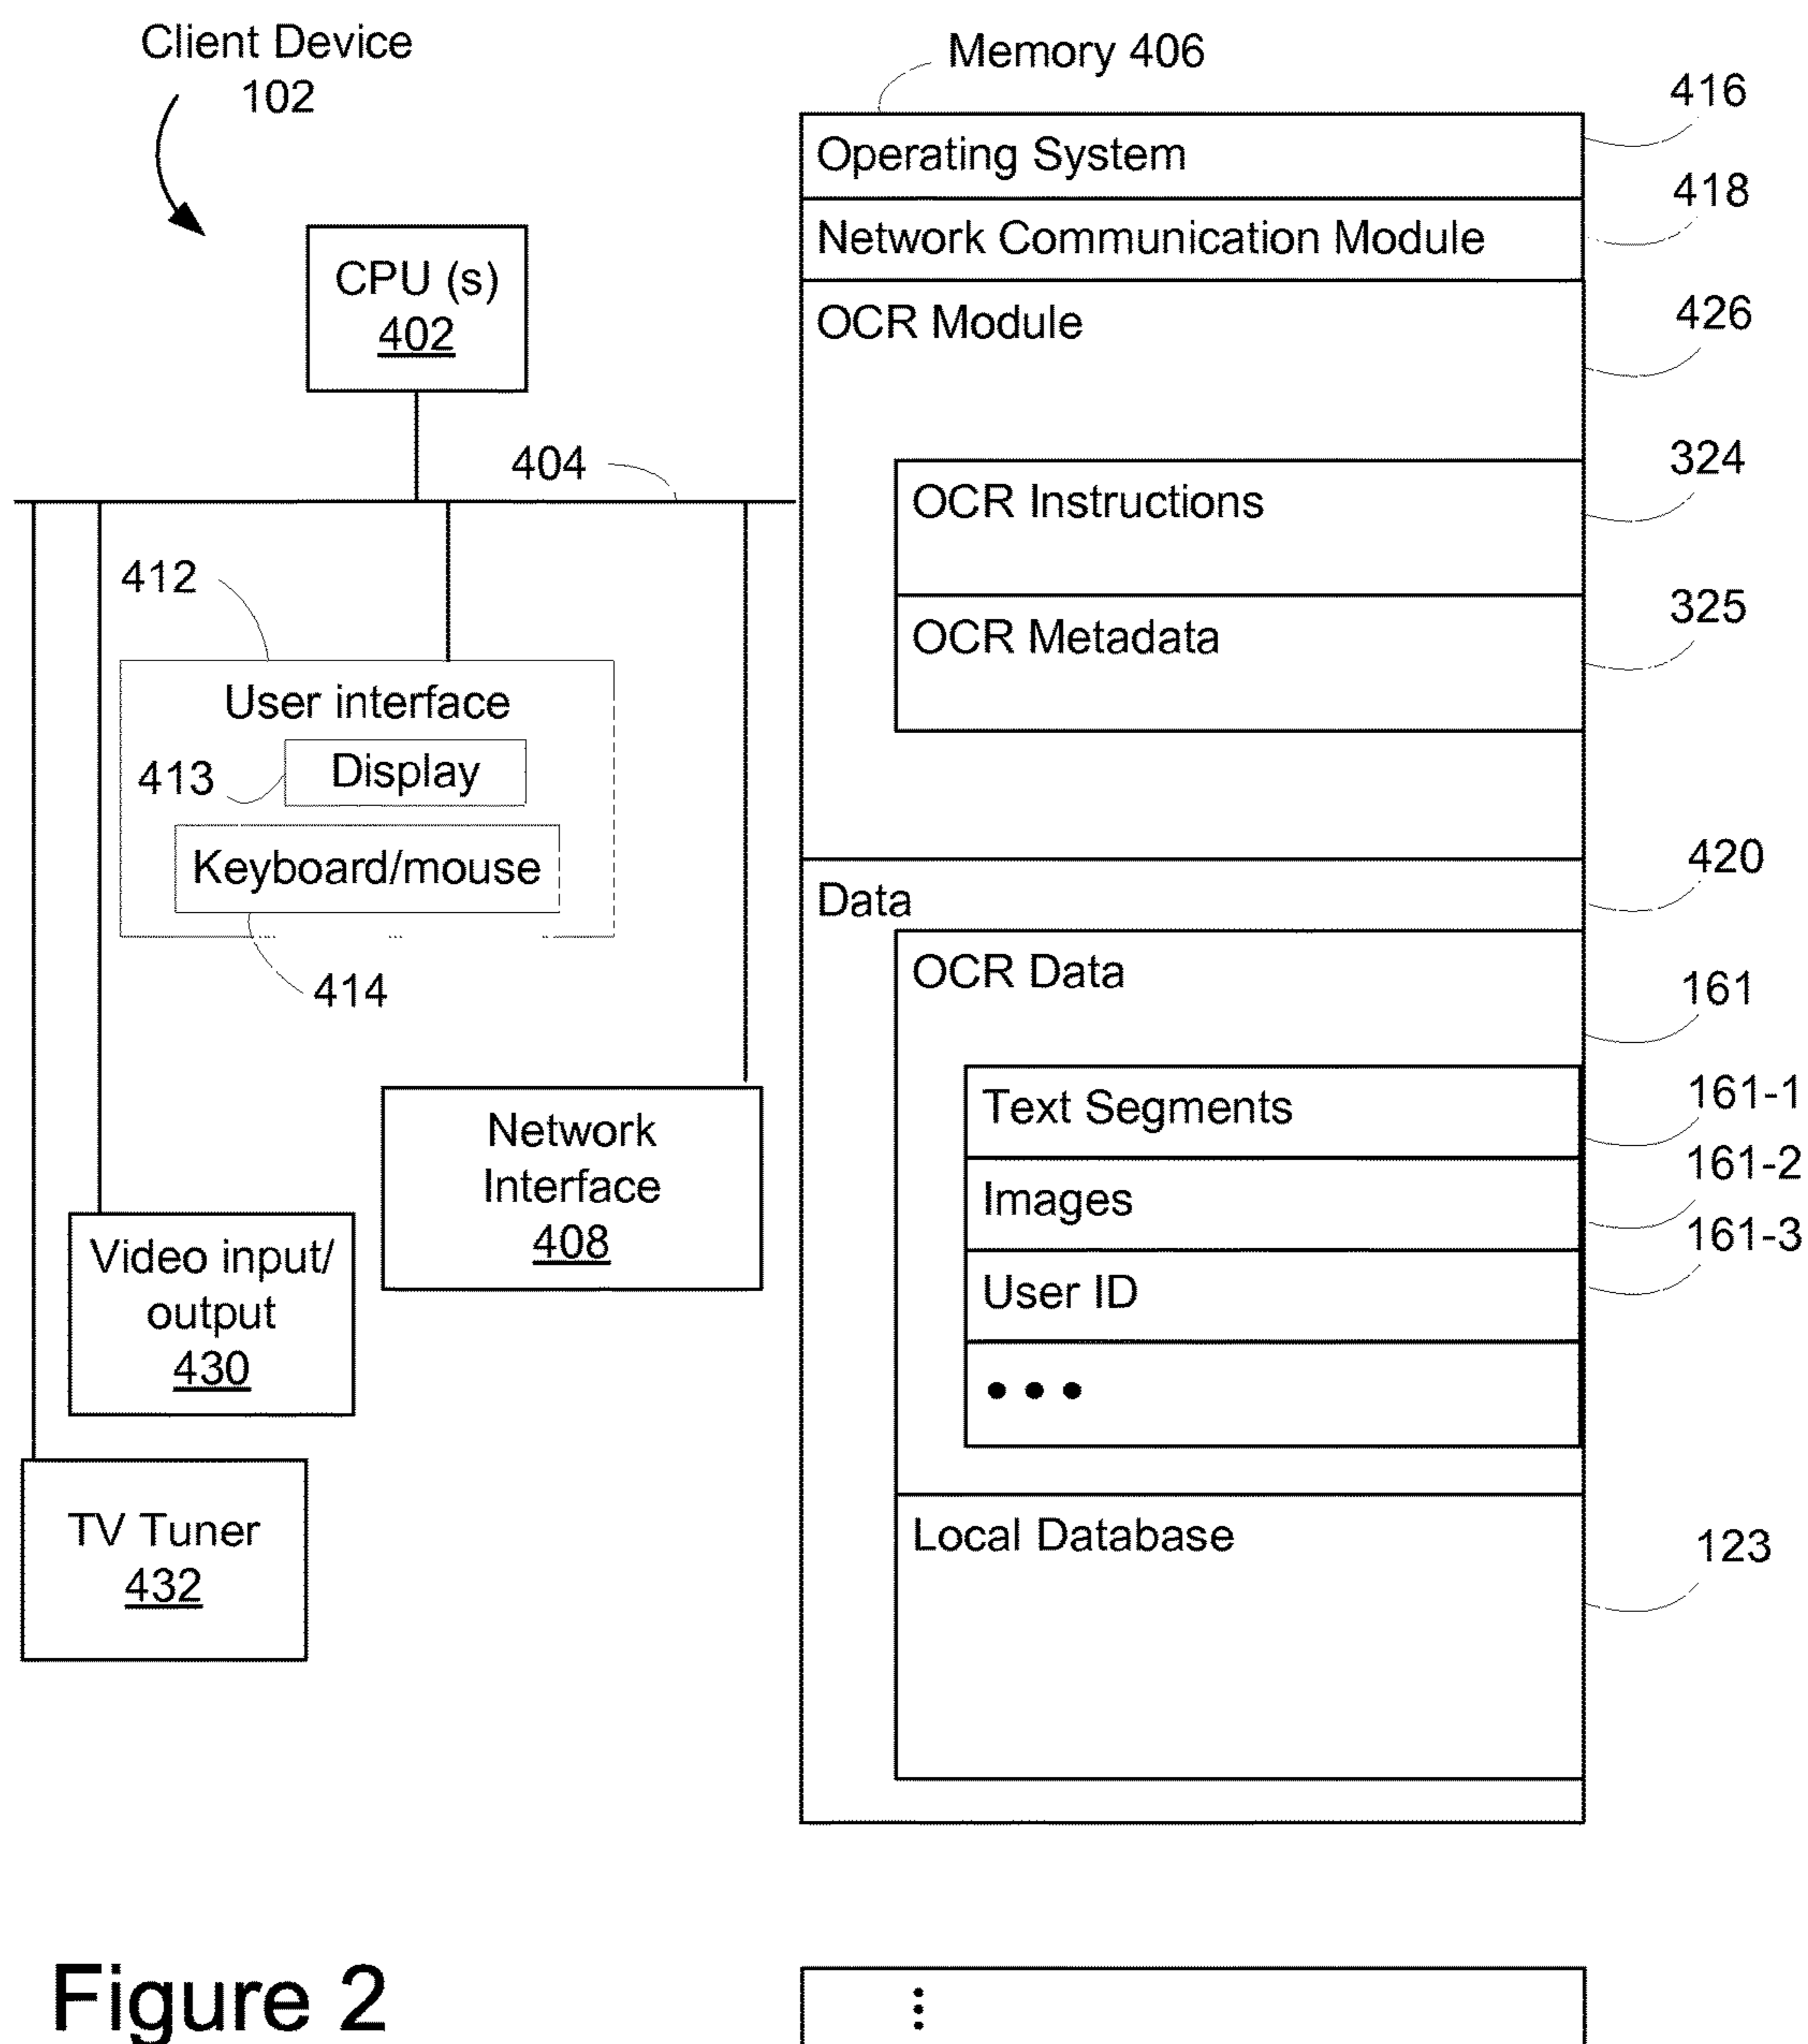 Client Device
102
CPU (s)
402
404
412
User interface
413
Display
Keyboard/mouse
414
Network
Interface
408
Video input/
output
430
TV Tuner
432
Memory 406
Operating System
416
Network Communication Module
418
OCR Module
426
OCR Instructions
324
OCR Metadata
325
Data
420
OCR Data
161
Text Segments
161-1
Images
161-2
User ID
161-3
• • •
Local Database
123
Figure 2
⋮